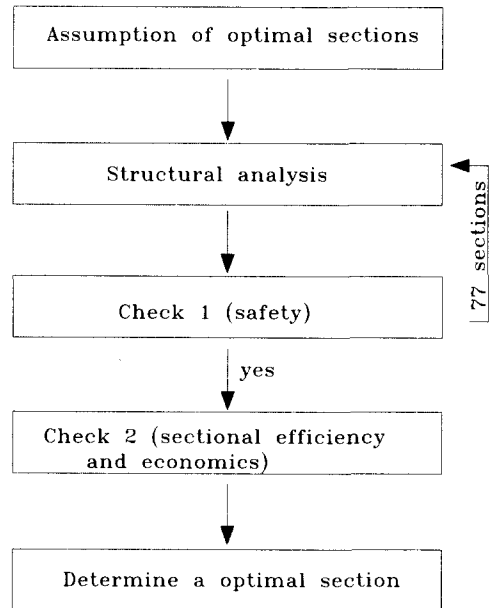 Assumption of optimal sections
Structural analysis
77 sections
Check 1 (safety)
yes
Check 2 (sectional efficiency
and economics)
Determine a optimal section